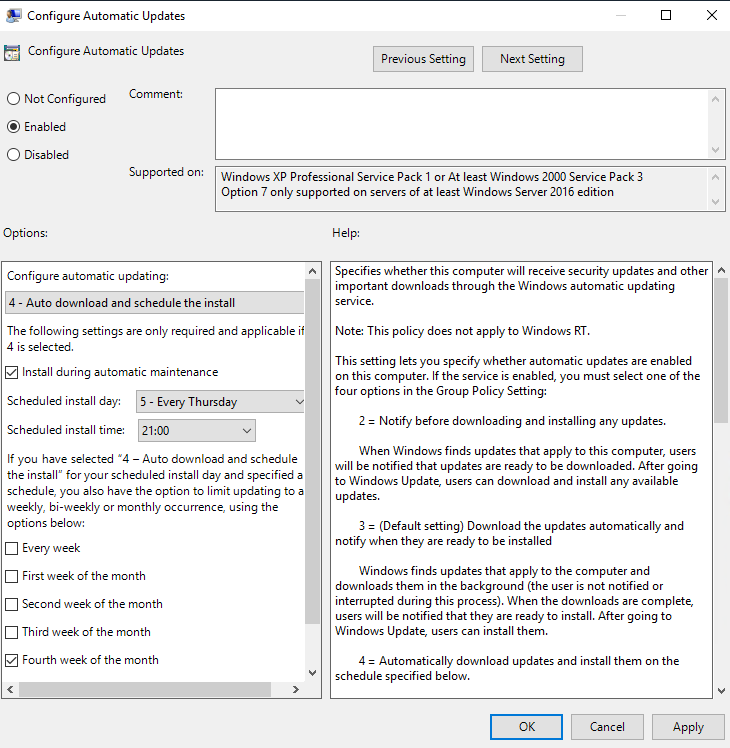 Configure Automatic Updates
Configure Automatic Updates
Previous Setting
Next Setting
Not Configured
Enabled
Disabled
Comment:
Supported on:
Windows XP Professional Service Pack 1 or At least Windows 2000 Service Pack 3
Option 7 only supported on servers of at least Windows Server 2016 edition
Options:
Help:
Configure automatic updating:
4 - Auto download and schedule the install
The following settings are only required and applicable if
4 is selected.
Install during automatic maintenance
Scheduled install day:
5 - Every Thursday
Scheduled install time:
21:00
If you have selected “4 – Auto download and schedule
the install” for your scheduled install day and specified a
schedule, you also have the option to limit updating to a
weekly, bi-weekly or monthly occurrence, using the
options below:
Every week
First week of the month
Second week of the month
Third week of the month
Fourth week of the month
Specifies whether this computer will receive security updates and other
important downloads through the Windows automatic updating
service.
Note: This policy does not apply to Windows RT.
This setting lets you specify whether automatic updates are enabled
on this computer. If the service is enabled, you must select one of the
four options in the Group Policy Setting:
2 = Notify before downloading and installing any updates.
When Windows finds updates that apply to this computer, users
will be notified that updates are ready to be downloaded. After going
to Windows Update, users can download and install any available
updates.
3 = (Default setting) Download the updates automatically and
notify when they are ready to be installed
Windows finds updates that apply to the computer and
downloads them in the background (the user is not notified or
interrupted during this process). When the downloads are complete,
users will be notified that they are ready to install. After going to
Windows Update, users can install them.
4 = Automatically download updates and install them on the
schedule specified below.
OK
Cancel
Apply